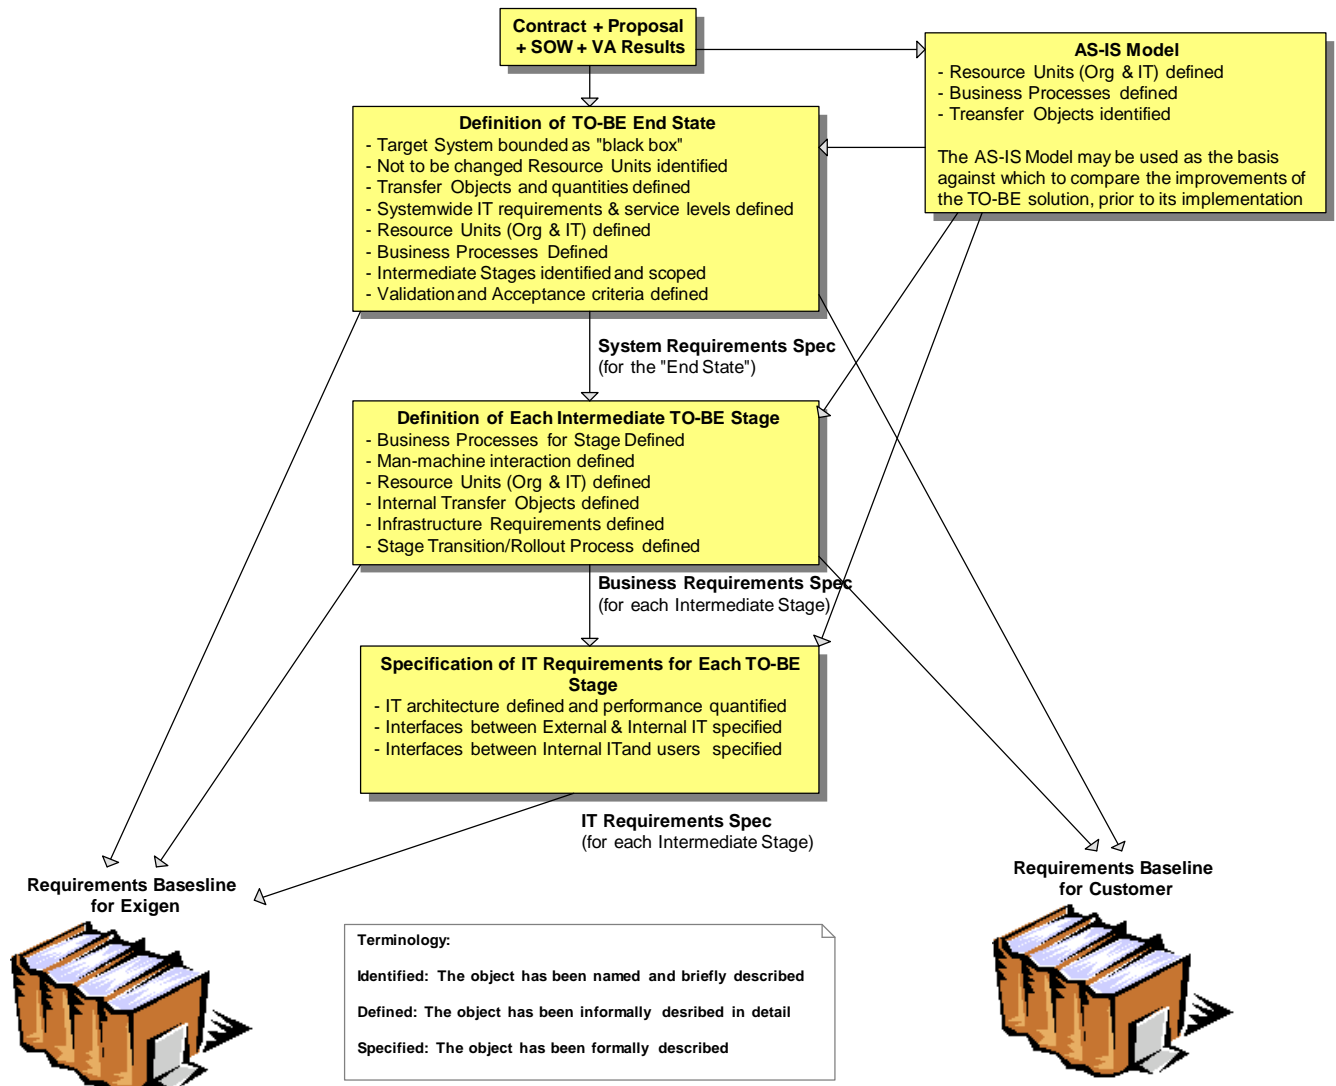 Contract + Proposal
+ SOW + VA Results
AS-IS Model
- Resource Units (Org & IT) defined
- Business Processes defined
- Treansfer Objects identified
The AS-IS Model may be used as the basis
against which to compare the improvements of
the TO-BE solution, prior to its implementation
Definition of TO-BE End State
- Target System bounded as "black box"
- Not to be changed Resource Units identified
- Transfer Objects and quantities defined
- Systemwide IT requirements & service levels defined
- Resource Units (Org & IT) defined
- Business Processes Defined
- Intermediate Stages identified and scoped
- Validation and Acceptance criteria defined
System Requirements Spec
(for the "End State")
Definition of Each Intermediate TO-BE Stage
- Business Processes for Stage Defined
- Man-machine interaction defined
- Resource Units (Org & IT) defined
- Internal Transfer Objects defined
- Infrastructure Requirements defined
- Stage Transition/Rollout Process defined
Business Requirements Spec
(for each Intermediate Stage)
Specification of IT Requirements for Each TO-BE
Stage
- IT architecture defined and performance quantified
- Interfaces between External & Internal IT specified
- Interfaces between Internal ITand users specified
IT Requirements Spec
(for each Intermediate Stage)
Requirements Basesline
for Exigen
Requirements Baseline
for Customer
Terminology:
Identified: The object has been named and briefly described
Defined: The object has been informally desribed in detail
Specified: The object has been formally described